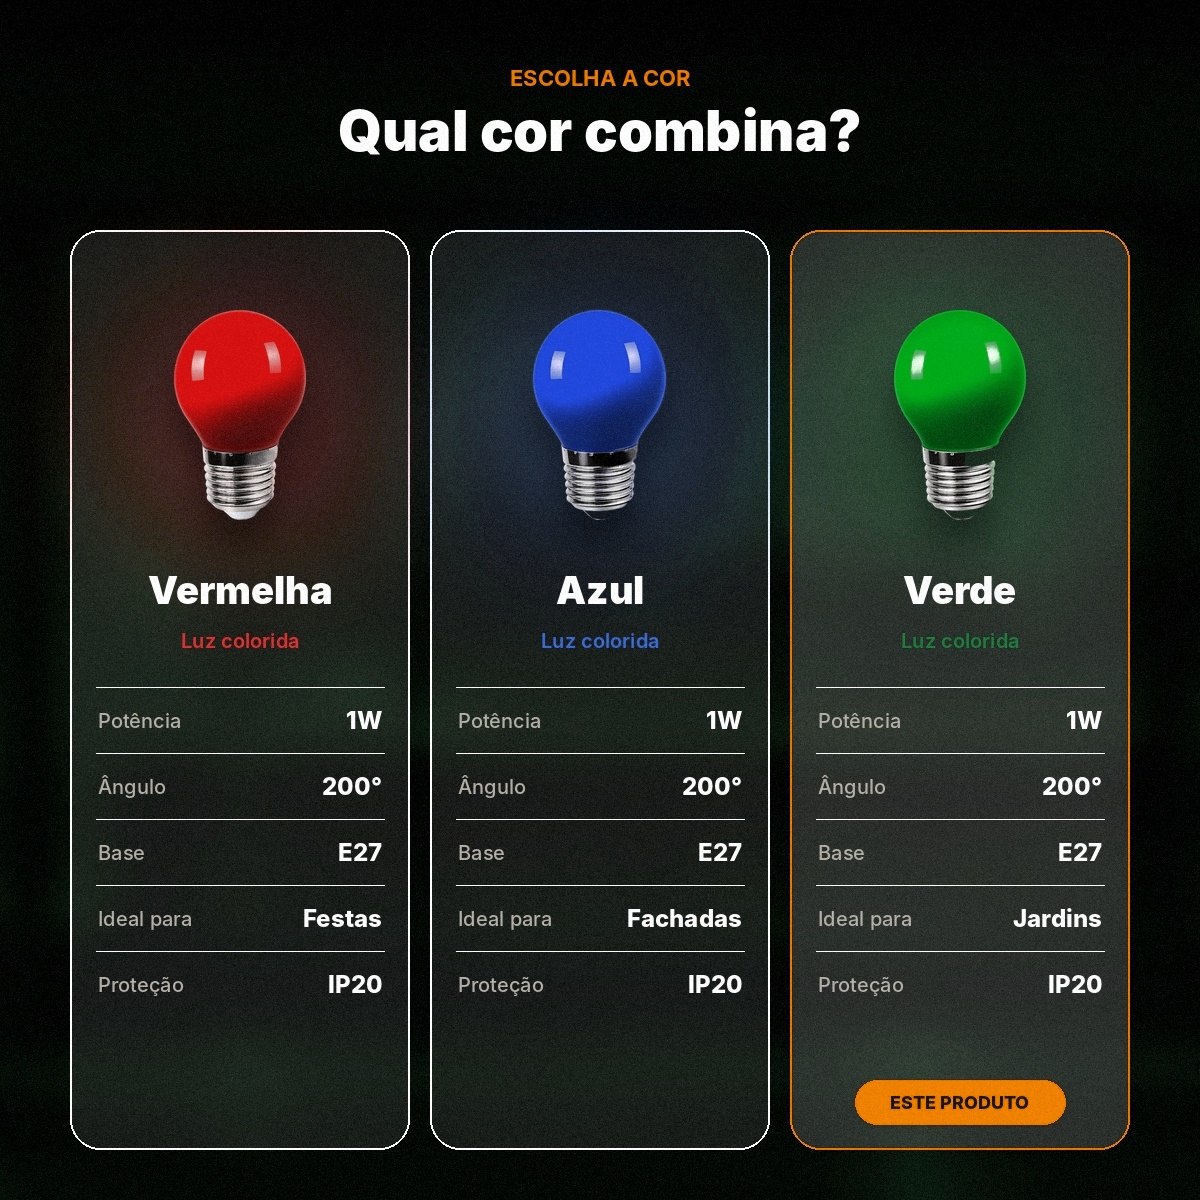 ESCOLHA A COR
Qual cor combina?
Vermelha
Luz colorida
Potência 1W
Ângulo 200°
Base E27
Ideal para Festas
Proteção IP20
Azul
Luz colorida
Potência 1W
Ângulo 200°
Base E27
Ideal para Fachadas
Proteção IP20
Verde
Luz colorida
Potência 1W
Ângulo 200°
Base E27
Ideal para Jardins
Proteção IP20
ESTE PRODUTO